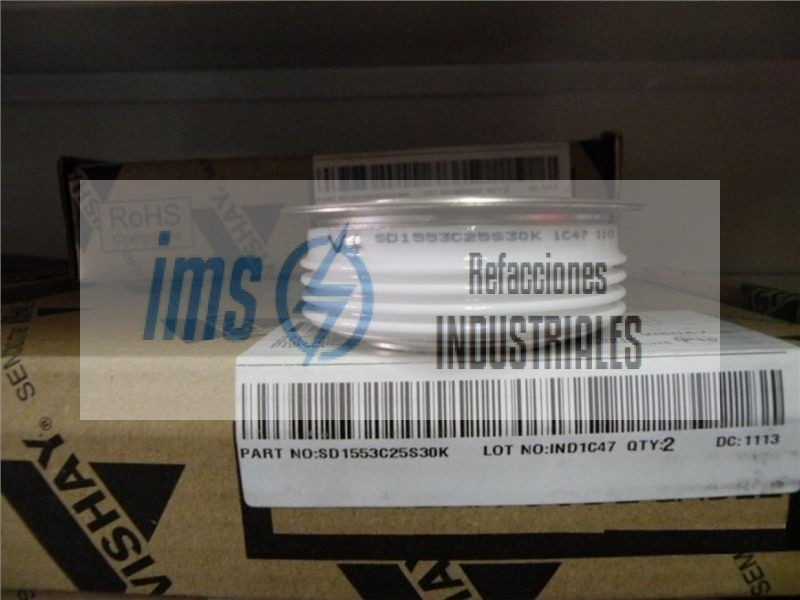 RoHS
VISHAY
SD1553C25S30K 1C47
ims
Refacciones
INDUSTRIALES
PART NO:SD1553C25S30K LOT NO:IND1C47 QTY:2 DC:1113
VISHAY
® SEMICONDUCTORS
VISHAY